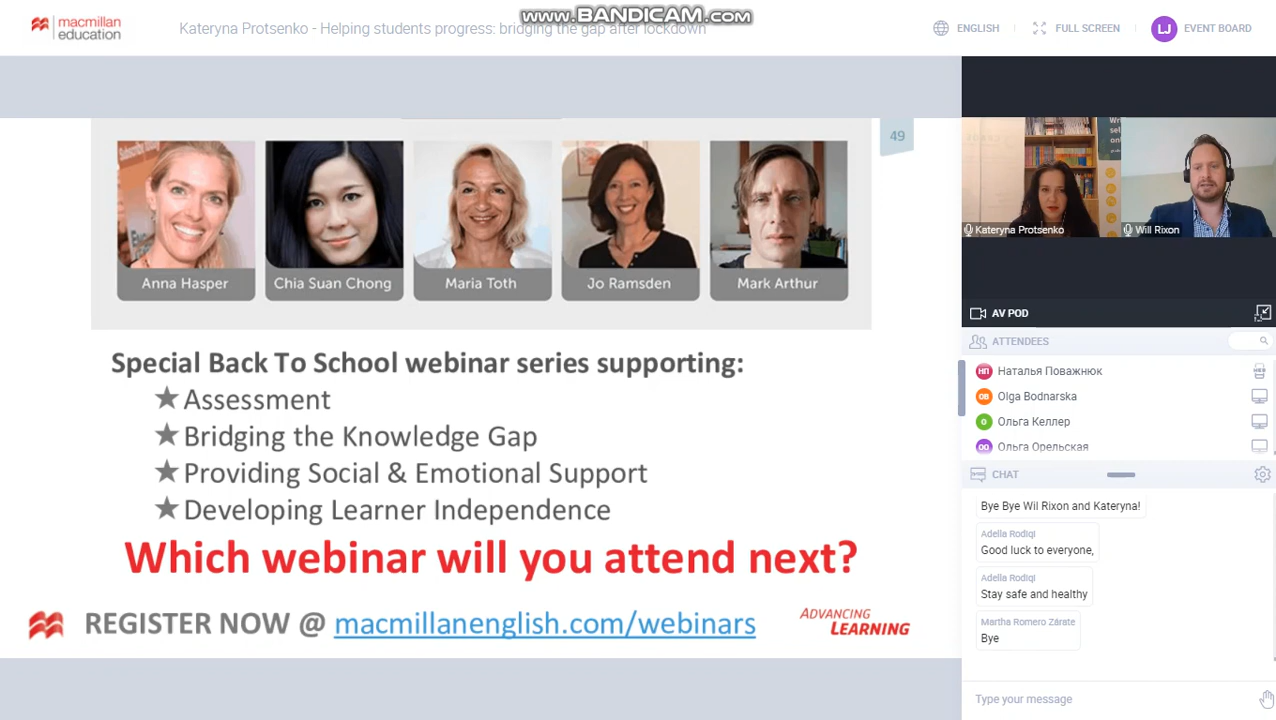 www.BANDICAM.com
macmillan
education
Kateryna Protsenko - Helping students progress: bridging the gap after lockdown
ENGLISH
FULL SCREEN
LJ
EVENT BOARD
49
Anna Hasper
Chia Suan Chong
Maria Toth
Jo Ramsden
Mark Arthur
Special Back To School webinar series supporting:
★Assessment
★Bridging the Knowledge Gap
★Providing Social & Emotional Support
★Developing Learner Independence
Which webinar will you attend next?
REGISTER NOW @ macmillanenglish.com/webinars
ADVANCING
LEARNING
Kateryna Protsenko
Will Rixon
AV POD
ATTENDEES
НП Наталья Поважнюк
OB Olga Bodnarska
О Ольга Келлер
ОО Ольга Орельская
CHAT
Bye Bye Wil Rixon and Kateryna!
Adella Rodiqi
Good luck to everyone,
Adella Rodiqi
Stay safe and healthy
Martha Romero Zárate
Bye
Type your message